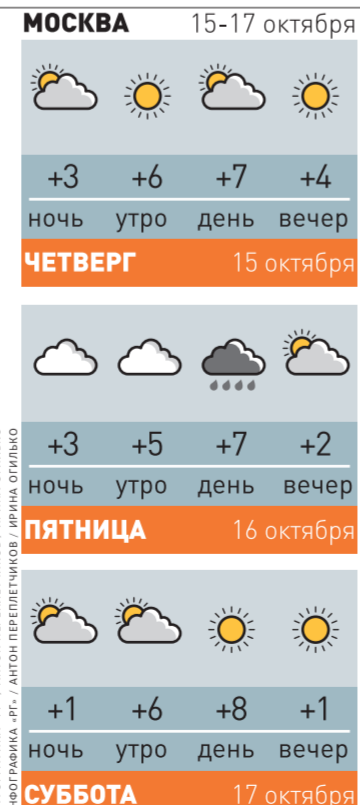 МОСКВА 15-17 октября
+3 +6 +7 +4
ночь утро день вечер
ЧЕТВЕРГ 15 октября
+3 +5 +7 +2
ночь утро день вечер
ПЯТНИЦА 16 октября
+1 +6 +8 +1
ночь утро день вечер
СУББОТА 17 октября
«РГ» / АНТОН ПЕРЕПЛЕТЧИКОВ / ИРИНА ОГИЛЬКО